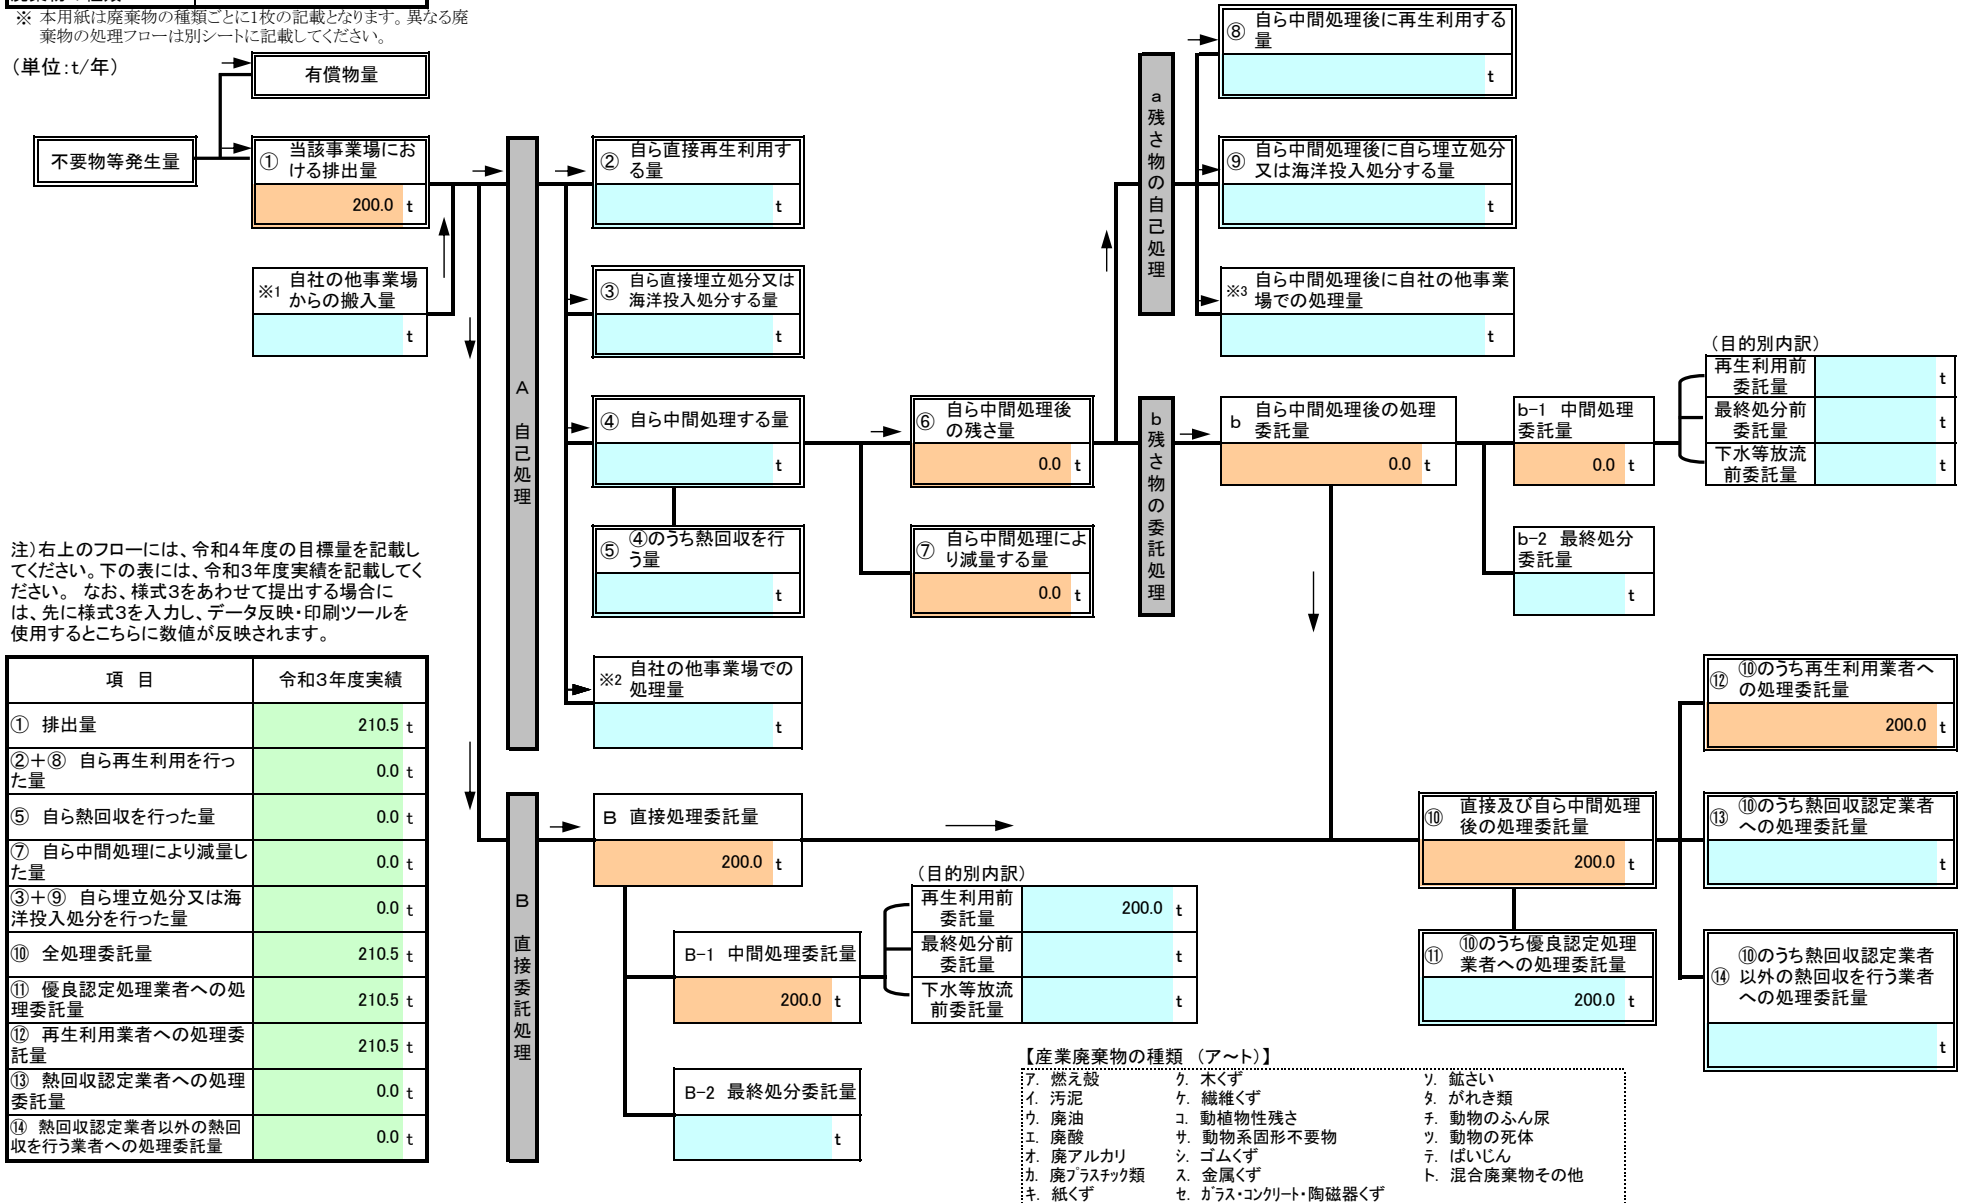 ※ 本用紙は廃棄物の種類ごとに1枚の記載となります。異なる廃
棄物の処理フローは別シートに記載してください。
(単位:t/年)
有償物量
不要物等発生量
① 当該事業場にお
ける排出量
200.0 t
※1 自社の他事業場
からの搬入量
t
A 自己処理
② 自ら直接再生利用す
る量
t
③ 自ら直接埋立処分又は
海洋投入処分する量
t
④ 自ら中間処理する量
t
⑤ ④のうち熱回収を行
う量
t
※2 自社の他事業場での
処理量
t
⑥ 自ら中間処理後
の残さ量
0.0 t
⑦ 自ら中間処理によ
り減量する量
0.0 t
a 残さ物の自己処理
⑧ 自ら中間処理後に再生利用する
量
t
⑨ 自ら中間処理後に自ら埋立処分
又は海洋投入処分する量
t
※3 自ら中間処理後に自社の他事業
場での処理量
t
b 残さ物の委託処理
b 自ら中間処理後の処理
委託量
0.0 t
b-1 中間処理
委託量
0.0 t
b-2 最終処分
委託量
t
(目的別内訳)
再生利用前
委託量
t
最終処分前
委託量
t
下水等放流
前委託量
t
注)右上のフローには、令和4年度の目標量を記載し
てください。下の表には、令和3年度実績を記載してく
ださい。 なお、様式3をあわせて提出する場合に
は、先に様式3を入力し、データ反映・印刷ツールを
使用するとこちらに数値が反映されます。
項 目 令和3年度実績
① 排出量 210.5 t
②+⑧ 自ら再生利用を行っ
た量
0.0 t
⑤ 自ら熱回収を行った量 0.0 t
⑦ 自ら中間処理により減量し
た量
0.0 t
③+⑨ 自ら埋立処分又は海
洋投入処分を行った量
0.0 t
⑩ 全処理委託量 210.5 t
⑪ 優良認定処理業者への処
理委託量
210.5 t
⑫ 再生利用業者への処理委
託量
210.5 t
⑬ 熱回収認定業者への処理
委託量
0.0 t
⑭ 熱回収認定業者以外の熱回
収を行う業者への処理委託量
0.0 t
B 直接委託処理
B 直接処理委託量
200.0 t
B-1 中間処理委託量
200.0 t
B-2 最終処分委託量
t
(目的別内訳)
再生利用前
委託量
200.0 t
最終処分前
委託量
t
下水等放流
前委託量
t
⑩ 直接及び自ら中間処理
後の処理委託量
200.0 t
⑪ ⑩のうち優良認定処理
業者への処理委託量
200.0 t
⑫ ⑩のうち再生利用業者へ
の処理委託量
200.0 t
⑬ ⑩のうち熱回収認定業者
への処理委託量
t
⑭ ⑩のうち熱回収認定業者
以外の熱回収を行う業者
への処理委託量
t
【産業廃棄物の種類 (ア~ト)】
ア. 燃え殻 ク. 木くず ソ. 鉱さい
イ. 汚泥 ケ. 繊維くず タ. がれき類
ウ. 廃油 コ. 動植物性残さ チ. 動物のふん尿
エ. 廃酸 サ. 動物系固形不要物 ツ. 動物の死体
オ. 廃アルカリ シ. ゴムくず テ. ばいじん
カ. 廃プラスチック類 ス. 金属くず ト. 混合廃棄物その他
キ. 紙くず セ. ガラス・コンクリート・陶磁器くず